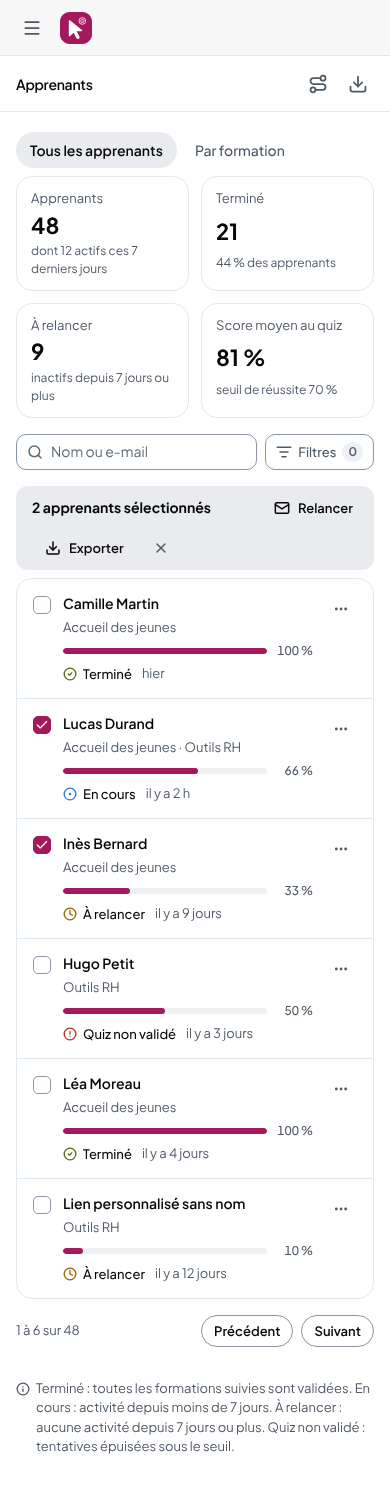 Apprenants
Tous les apprenants
Par formation
Apprenants
48
dont 12 actifs ces 7
derniers jours
Terminé
21
44 % des apprenants
À relancer
9
inactifs depuis 7 jours ou
plus
Score moyen au quiz
81 %
seuil de réussite 70 %
Nom ou e-mail
Filtres 0
2 apprenants sélectionnés
Relancer
Exporter
Camille Martin
Accueil des jeunes
100 %
Terminé hier
Lucas Durand
Accueil des jeunes · Outils RH
66 %
En cours il y a 2 h
Inès Bernard
Accueil des jeunes
33 %
À relancer il y a 9 jours
Hugo Petit
Outils RH
50 %
Quiz non validé il y a 3 jours
Léa Moreau
Accueil des jeunes
100 %
Terminé il y a 4 jours
Lien personnalisé sans nom
Outils RH
10 %
À relancer il y a 12 jours
1 à 6 sur 48
Précédent
Suivant
Terminé : toutes les formations suivies sont validées. En
cours : activité depuis moins de 7 jours. À relancer :
aucune activité depuis 7 jours ou plus. Quiz non validé :
tentatives épuisées sous le seuil.